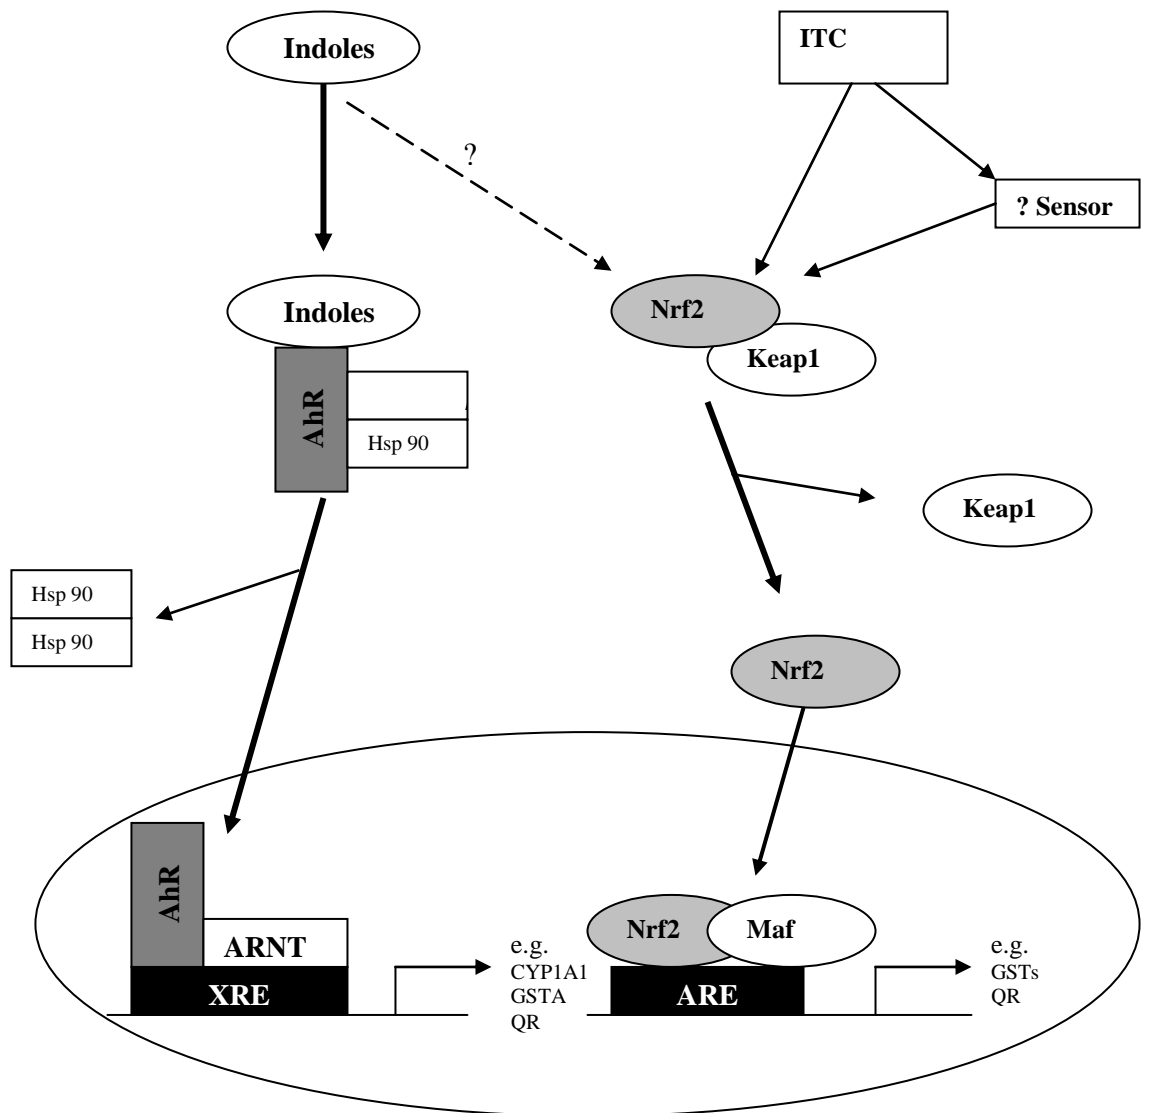 Indoles
ITC
?
? Sensor
Indoles
Nrf2
Keap1
AhR
Hsp 90
Keap1
Hsp 90
Hsp 90
Nrf2
AhR
ARNT
XRE
e.g.
CYP1A1
GSTA
QR
Nrf2
Maf
ARE
e.g.
GSTs
QR